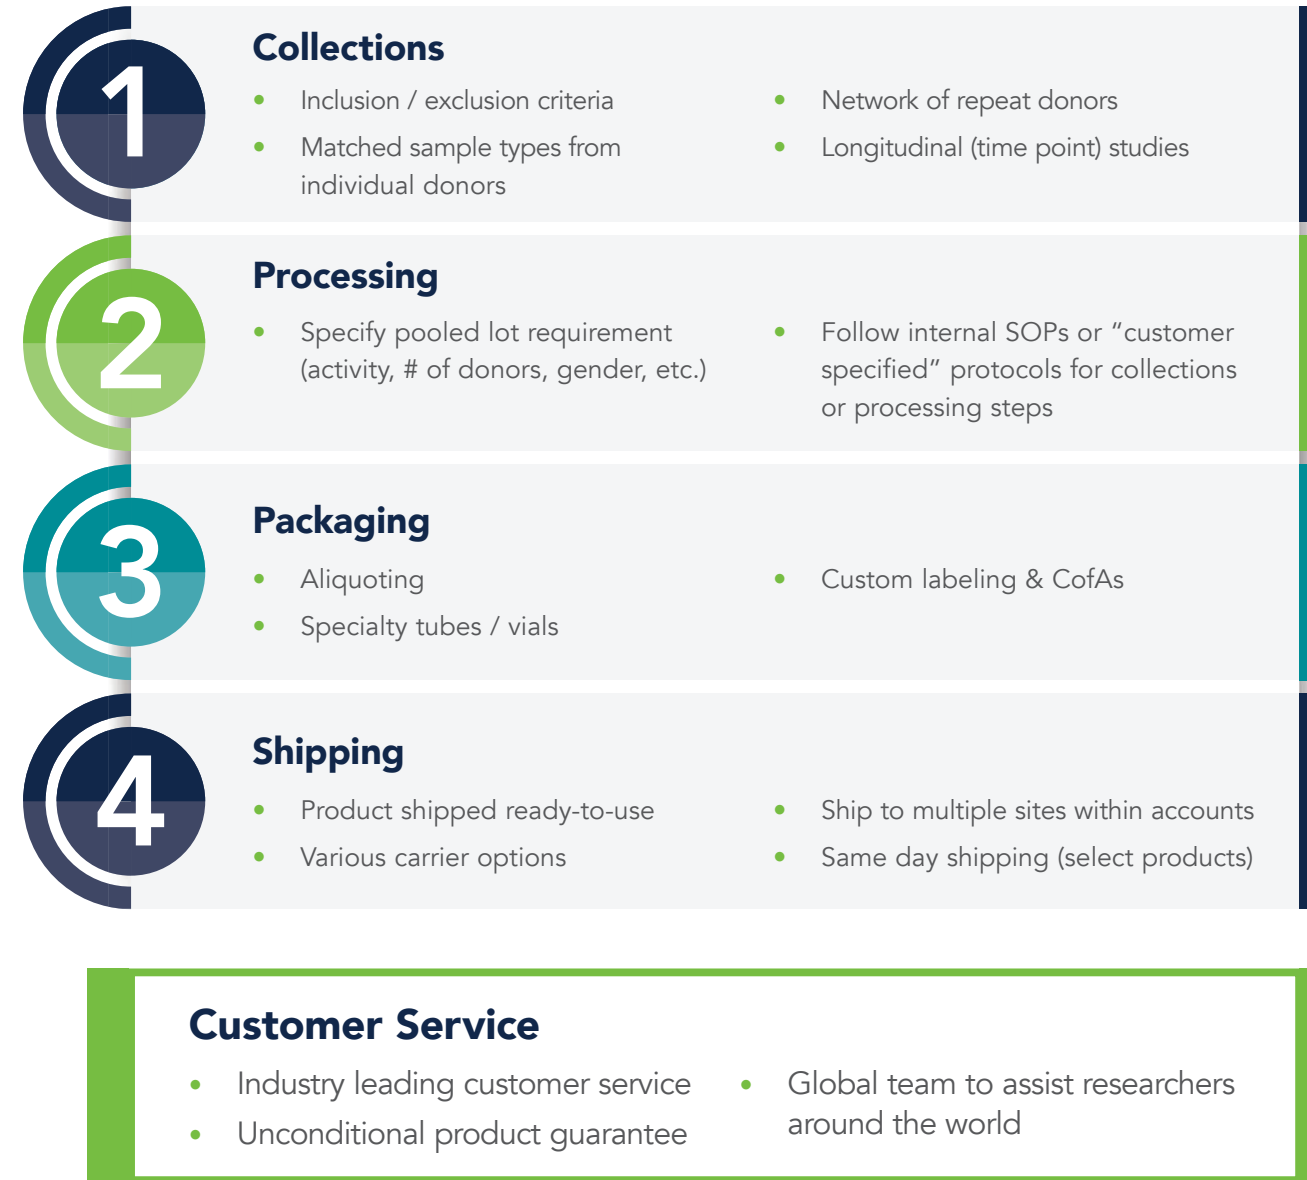 1
Collections
Inclusion / exclusion criteria
Matched sample types from
individual donors
Network of repeat donors
Longitudinal (time point) studies
2
Processing
Specify pooled lot requirement
(activity, # of donors, gender, etc.)
Follow internal SOPs or “customer
specified” protocols for collections
or processing steps
3
Packaging
Aliquoting
Specialty tubes / vials
Custom labeling & CofAs
4
Shipping
Product shipped ready-to-use
Various carrier options
Ship to multiple sites within accounts
Same day shipping (select products)
Customer Service
Industry leading customer service
Unconditional product guarantee
Global team to assist researchers
around the world